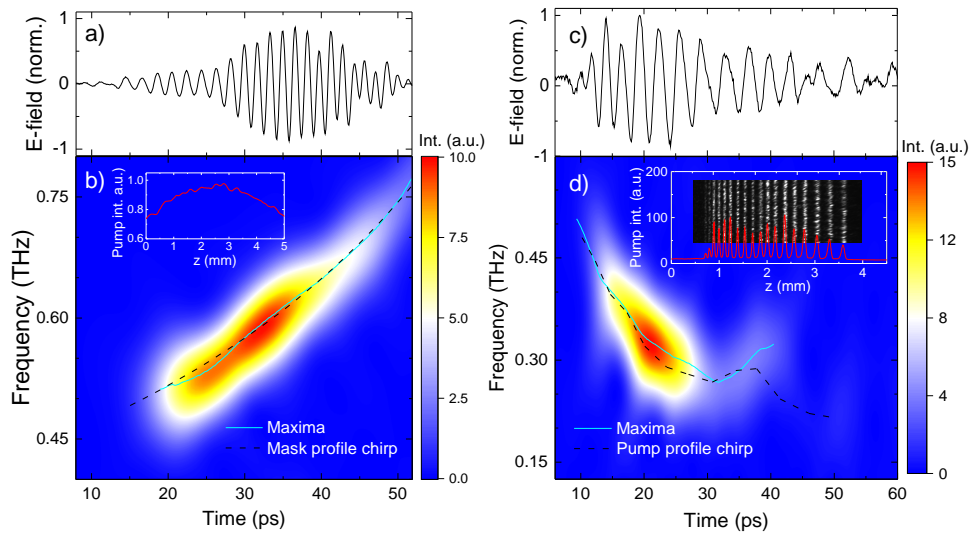 a)
E-field (norm.)
1
0
-1
c)
E-field (norm.)
1
0
-1
b)
Int. (a.u.)
10.0
7.5
5.0
2.5
0.0
Frequency (THz)
0.75
0.60
0.45
Pump int. a.u.)
1.0
0.8
0.6
0 1 2 3 4 5
z (mm)
Maxima
Mask profile chirp
10 20 30 40 50
Time (ps)
d)
Int. (a.u.)
15
12
8
4
0
Frequency (THz)
0.45
0.30
0.15
Pump int. (a.u.)
200
100
0
0 1 2 3 4
z (mm)
Maxima
Pump profile chirp
10 20 30 40 50 60
Time (ps)